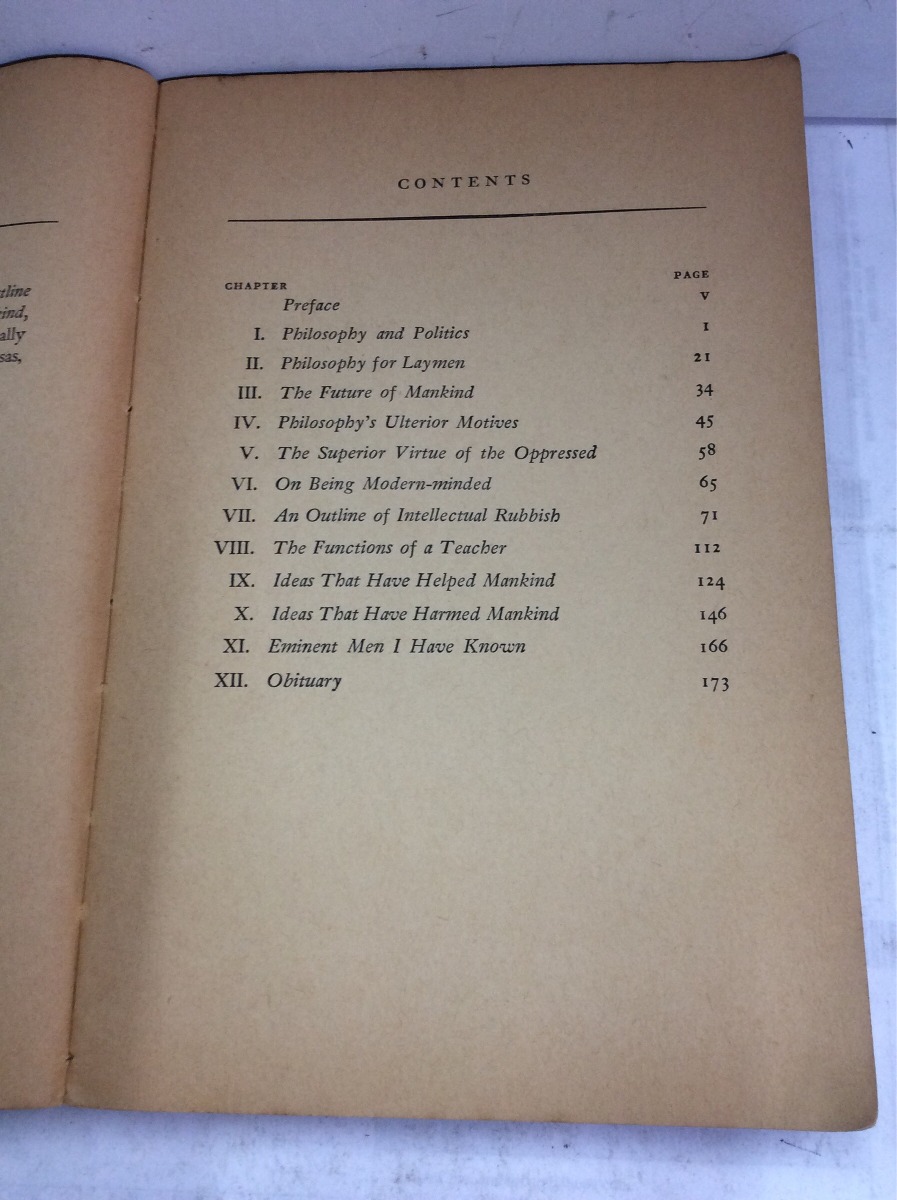 tline
ind,
ally
sas,
CONTENTS
CHAPTER PAGE
Preface V
I. Philosophy and Politics I
II. Philosophy for Laymen 21
III. The Future of Mankind 34
IV. Philosophy's Ulterior Motives 45
V. The Superior Virtue of the Oppressed 58
VI. On Being Modern-minded 65
VII. An Outline of Intellectual Rubbish 71
VIII. The Functions of a Teacher 112
IX. Ideas That Have Helped Mankind 124
X. Ideas That Have Harmed Mankind 146
XI. Eminent Men I Have Known 166
XII. Obituary 173